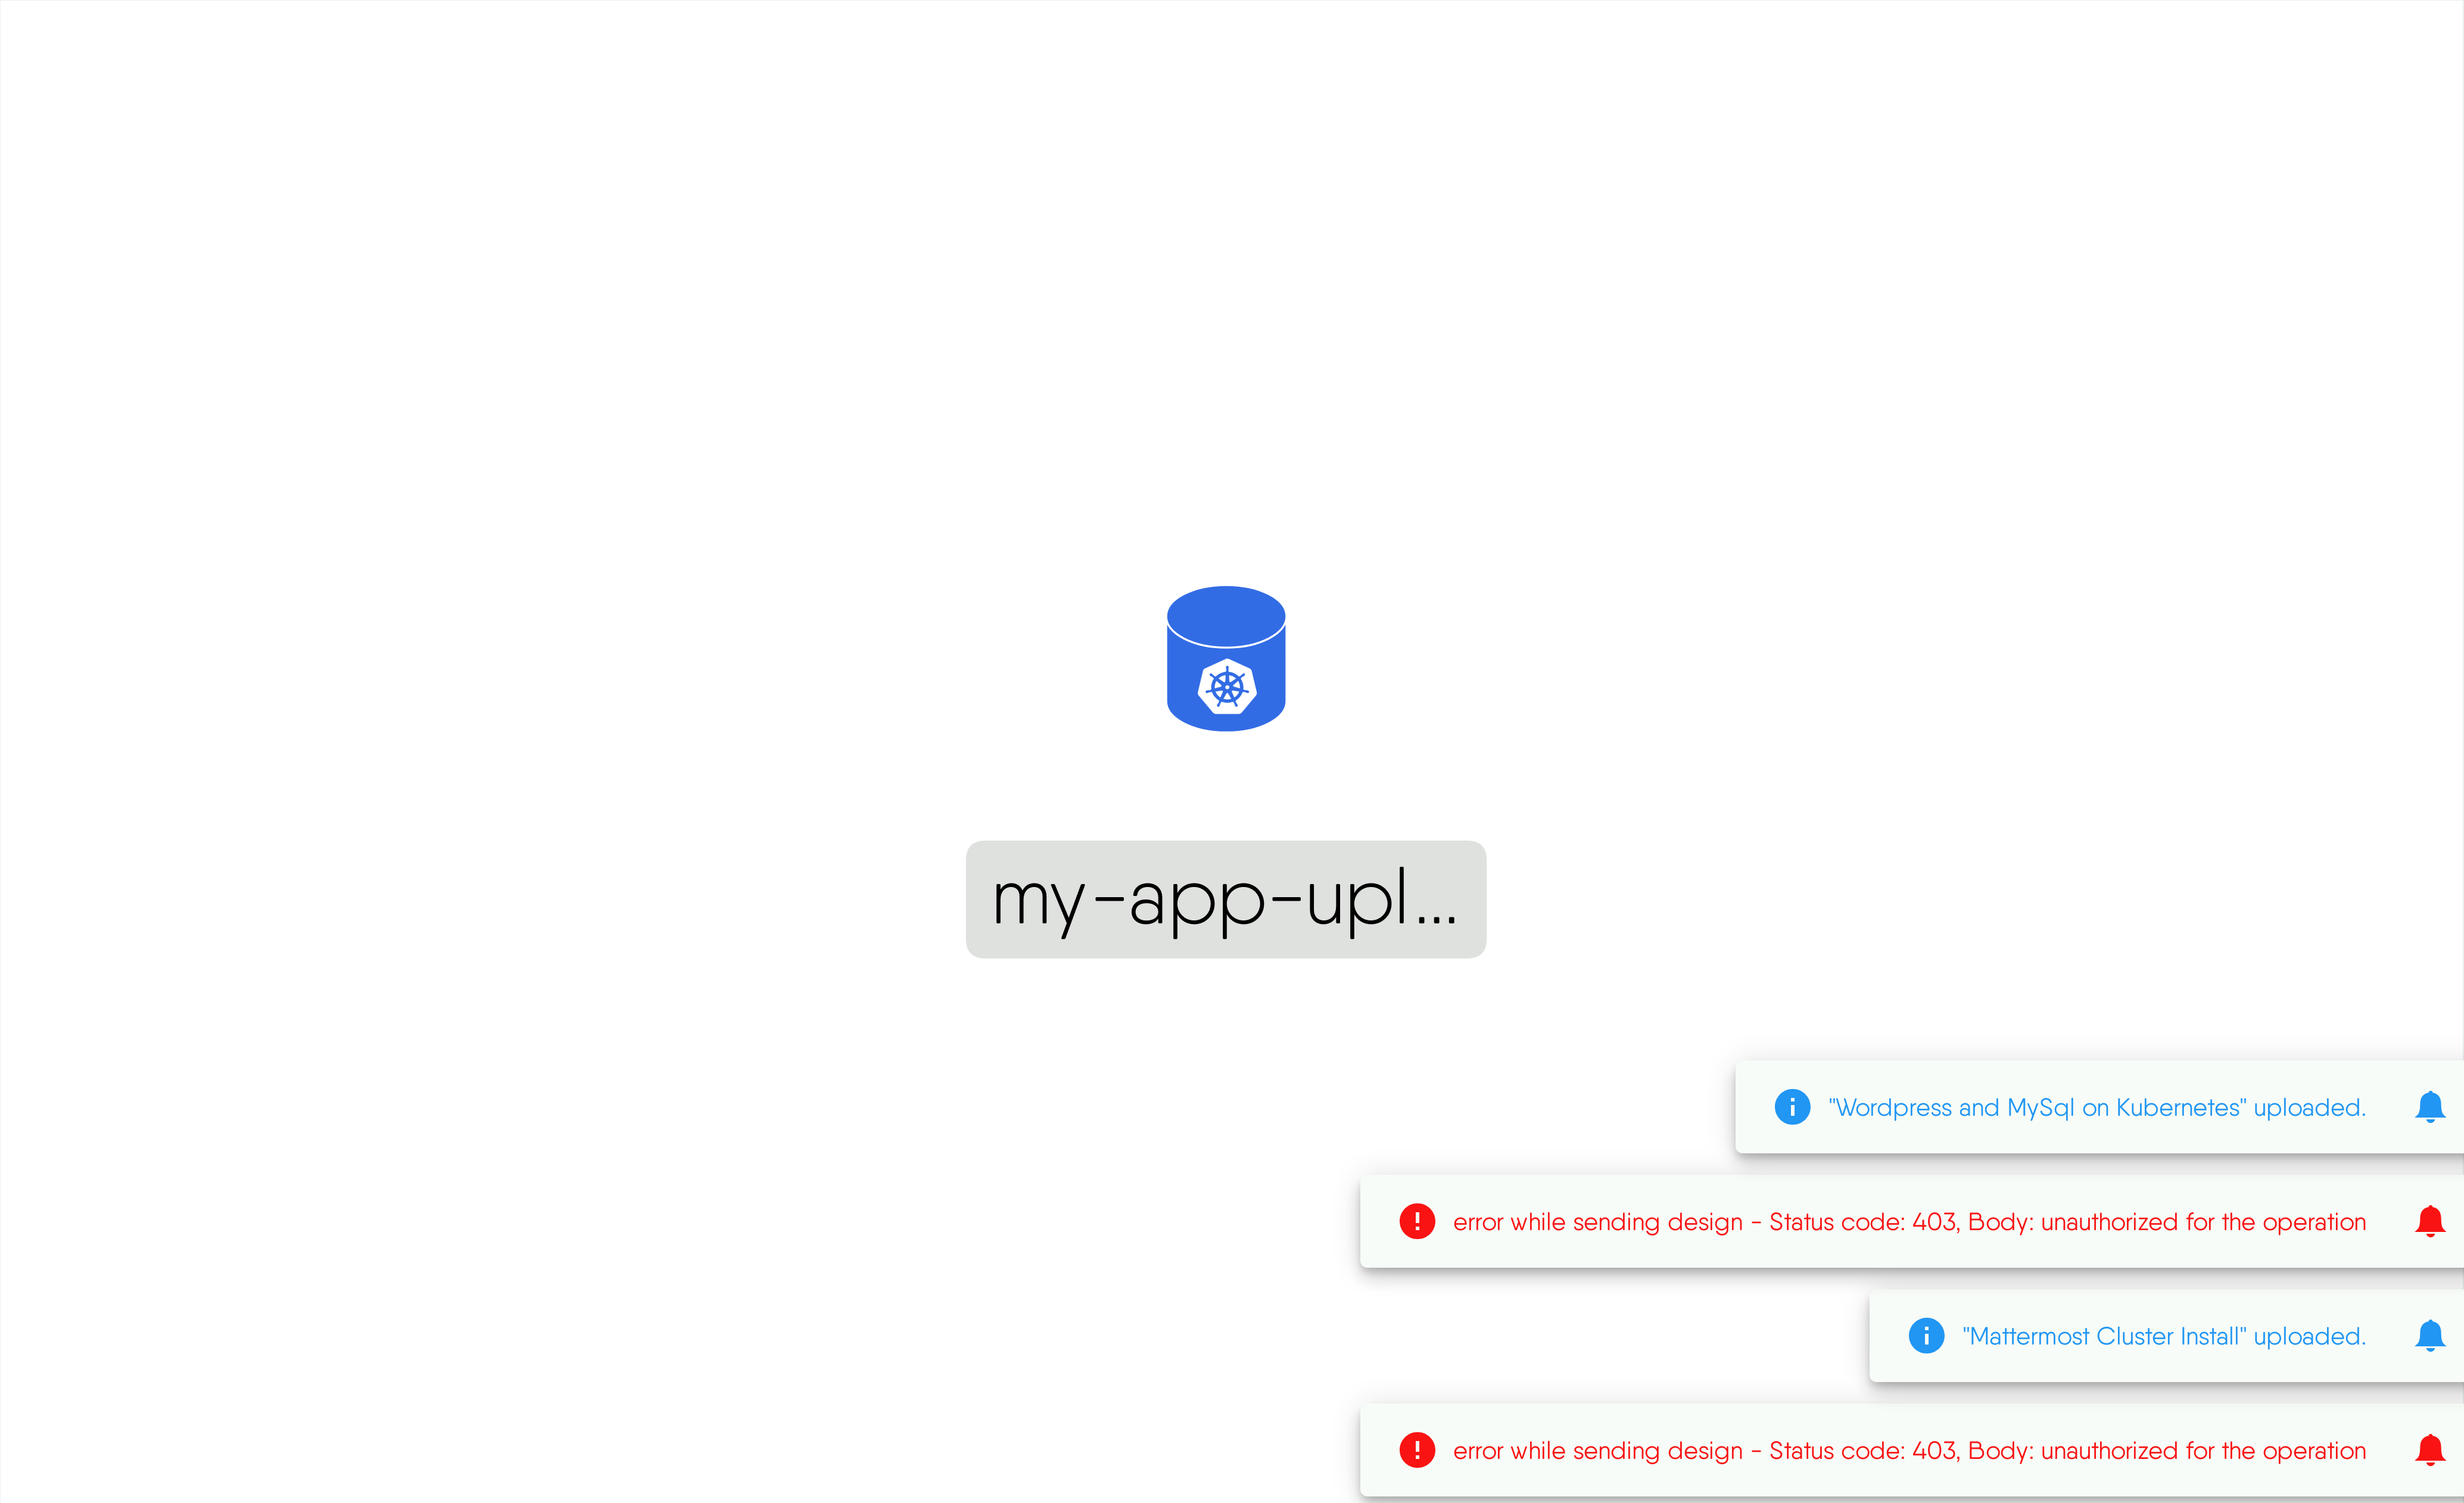 my-app-upl...
"Wordpress and MySql on Kubernetes" uploaded.
error while sending design - Status code: 403, Body: unauthorized for the operation
"Mattermost Cluster Install" uploaded.
error while sending design - Status code: 403, Body: unauthorized for the operation